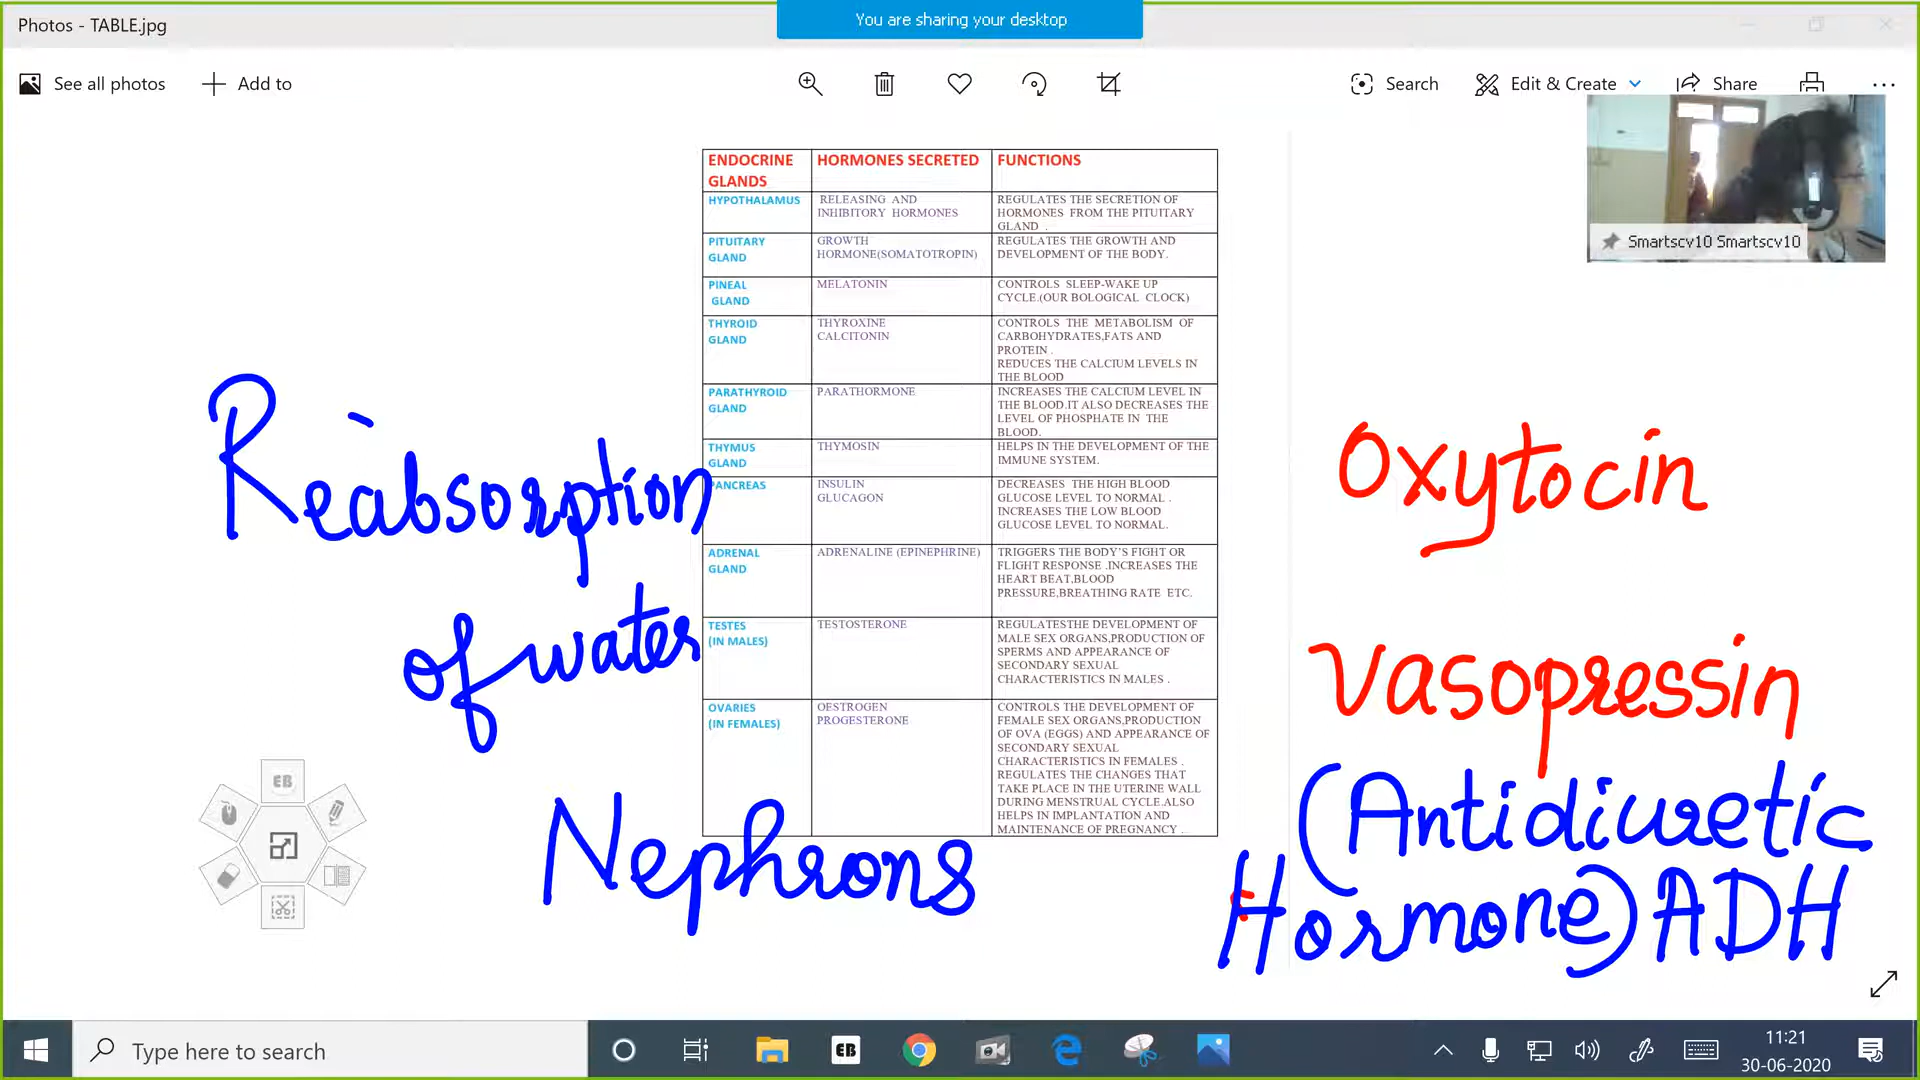 You are sharing your desktop
Photos - TABLE.jpg
See all photos
Add to
Search
Edit & Create
Share
Smartscv10 Smartscv10
ENDOCRINE GLANDS HORMONES SECRETED FUNCTIONS
HYPOTHALAMUS
RELEASING AND
INHIBITORY HORMONES
REGULATES THE SECRETION OF
HORMONES FROM THE PITUITARY
GLAND .
PITUITARY
GLAND
GROWTH
HORMONE(SOMATOTROPIN)
REGULATES THE GROWTH AND
DEVELOPMENT OF THE BODY.
PINEAL
GLAND
MELATONIN
CONTROLS SLEEP-WAKE UP
CYCLE.(OUR BOLOGICAL CLOCK)
THYROID
GLAND
THYROXINE
CALCITONIN
CONTROLS THE METABOLISM OF
CARBOHYDRATES,FATS AND
PROTEIN .
REDUCES THE CALCIUM LEVELS IN
THE BLOOD
PARATHYROID
GLAND
PARATHORMONE
INCREASES THE CALCIUM LEVEL IN
THE BLOOD.IT ALSO DECREASES THE
LEVEL OF PHOSPHATE IN THE
BLOOD.
THYMUS
GLAND
THYMOSIN
HELPS IN THE DEVELOPMENT OF THE
IMMUNE SYSTEM.
PANCREAS
INSULIN
GLUCAGON
DECREASES THE HIGH BLOOD
GLUCOSE LEVEL TO NORMAL .
INCREASES THE LOW BLOOD
GLUCOSE LEVEL TO NORMAL.
ADRENAL
GLAND
ADRENALINE (EPINEPHRINE)
TRIGGERS THE BODY'S FIGHT OR
FLIGHT RESPONSE .INCREASES THE
HEART BEAT,BLOOD
PRESSURE,BREATHING RATE ETC.
TESTES
(IN MALES)
TESTOSTERONE
REGULATESTHE DEVELOPMENT OF
MALE SEX ORGANS,PRODUCTION OF
SPERMS AND APPEARANCE OF
SECONDARY SEXUAL
CHARACTERISTICS IN MALES .
OVARIES
(IN FEMALES)
OESTROGEN
PROGESTERONE
CONTROLS THE DEVELOPMENT OF
FEMALE SEX ORGANS,PRODUCTION
OF OVA (EGGS) AND APPEARANCE OF
SECONDARY SEXUAL
CHARACTERISTICS IN FEMALES .
REGULATES THE CHANGES THAT
TAKE PLACE IN THE UTERINE WALL
DURING MENSTRUAL CYCLE.ALSO
HELPS IN IMPLANTATION AND
MAINTENANCE OF PREGNANCY ..
Reabsorption
of water
Nephrons
Oxytocin
Vasopressin
(Antidiuretic
Hormone) ADH
EB
Type here to search
EB
11:21
30-06-2020